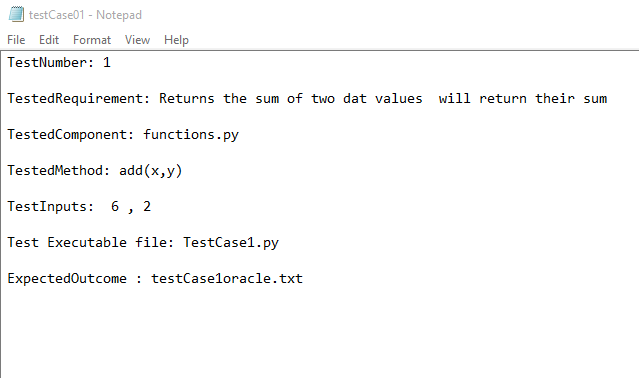 testCase01 - Notepad
File Edit Format View Help
TestNumber: 1
TestedRequirement: Returns the sum of two dat values  will return their sum
TestedComponent: functions.py
TestedMethod: add(x,y)
TestInputs:  6 , 2
Test Executable file: TestCase1.py
ExpectedOutcome : testCase1oracle.txt